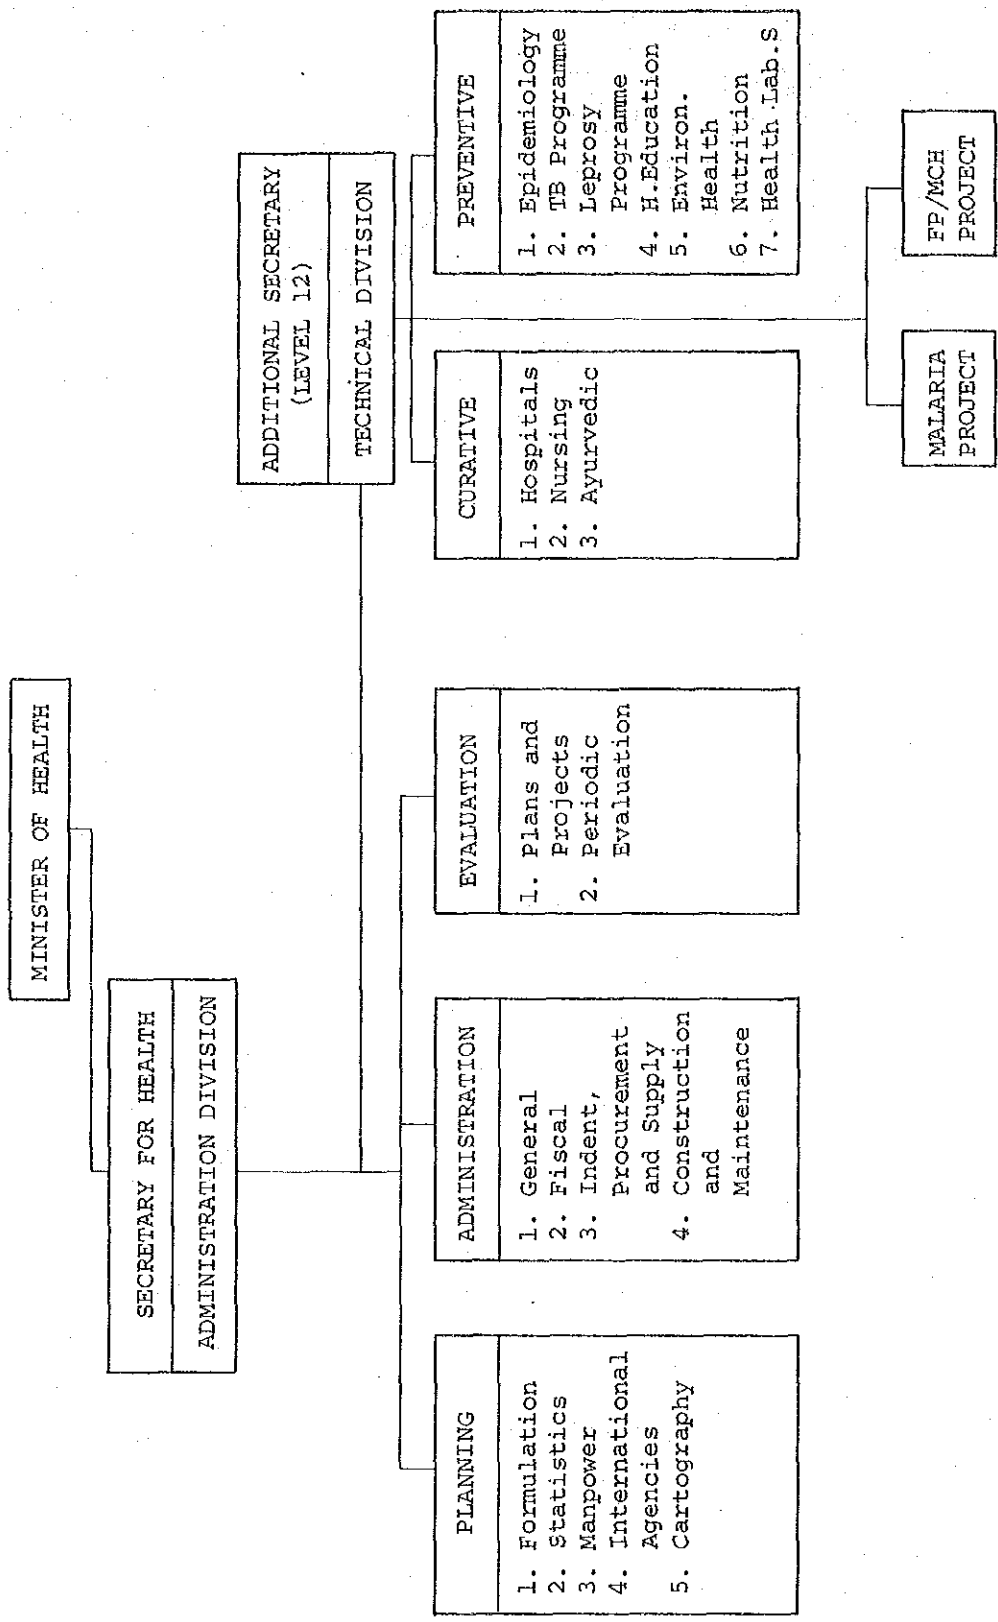 MINISTER OF HEALTH
SECRETARY FOR HEALTH
ADMINISTRATION DIVISION
ADDITIONAL SECRETARY
(LEVEL 12)
TECHNICAL DIVISION
PLANNING
1. Formulation
2. Statistics
3. Manpower
4. International
Agencies
5. Cartography
ADMINISTRATION
1. General
2. Fiscal
3. Indent,
Procurement
and Supply
4. Construction
and
Maintenance
EVALUATION
1. Plans and
Projects
2. Periodic
Evaluation
CURATIVE
1. Hospitals
2. Nursing
3. Ayurvedic
PREVENTIVE
1. Epidemiology
2. TB Programme
3. Leprosy
Programme
4. H.Education
5. Environ.
Health
6. Nutrition
7. Health Lab.s
MALARIA
PROJECT
FP/MCH
PROJECT